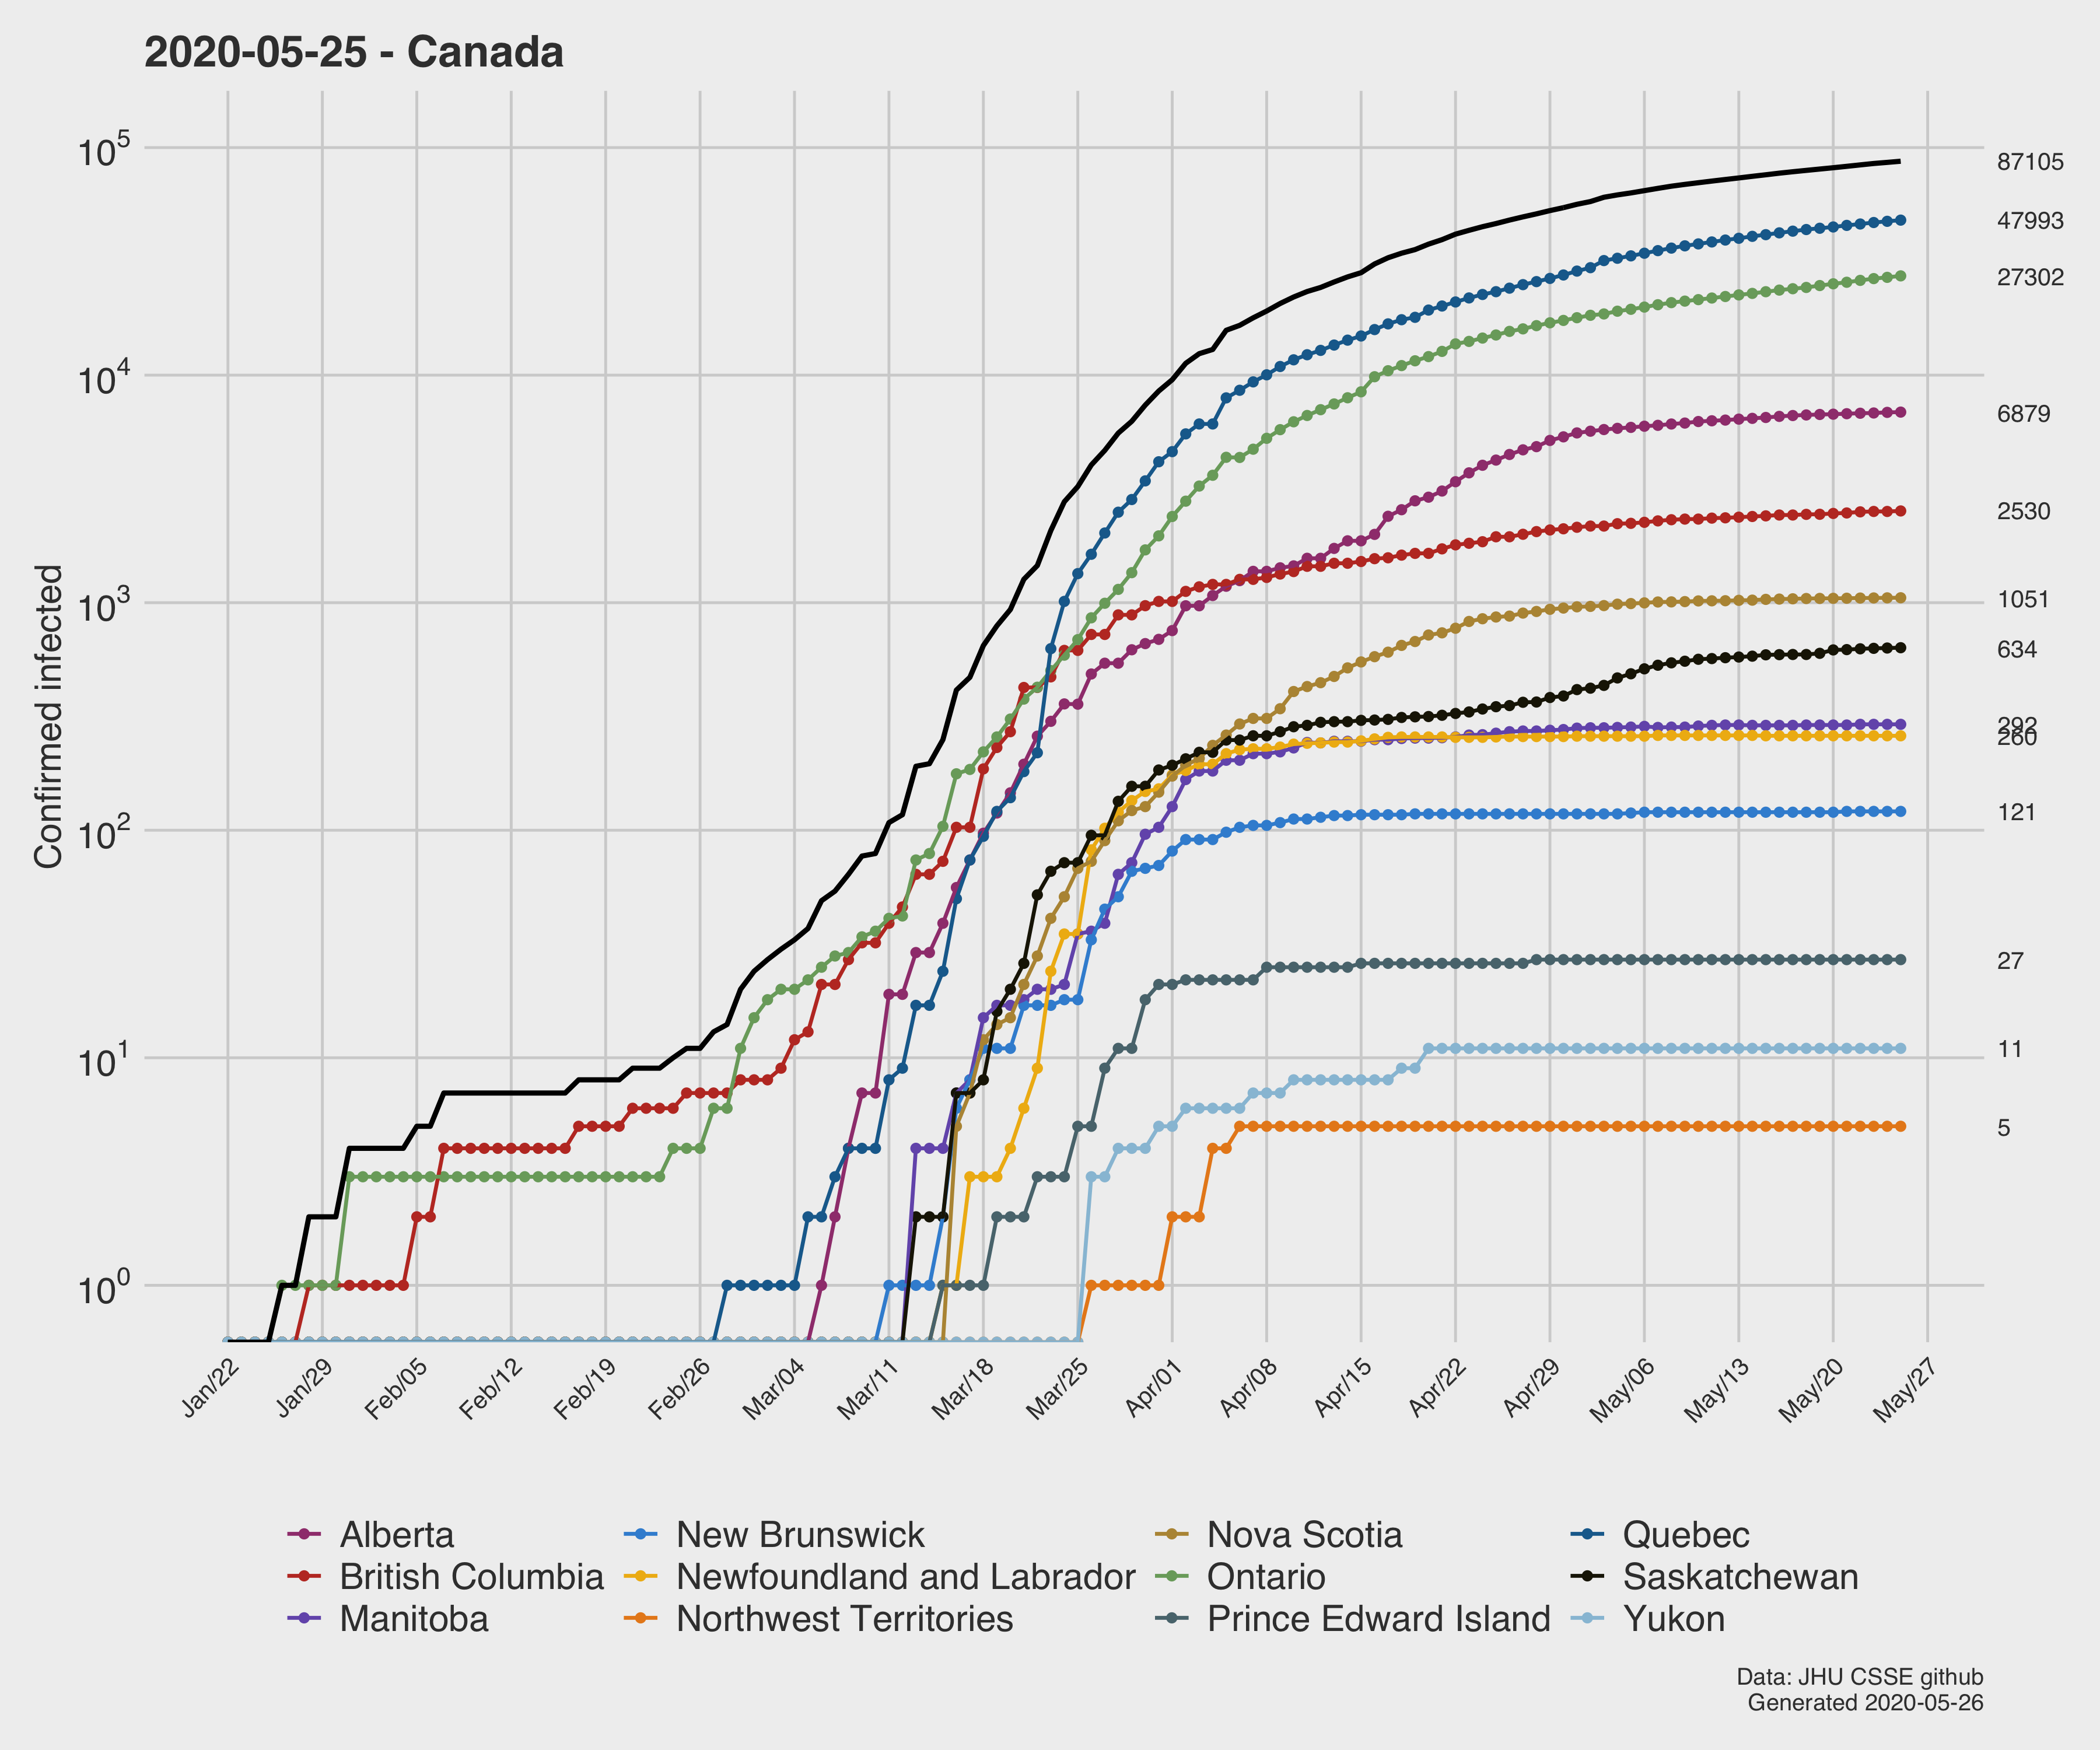 2020-05-25 - Canada
Confirmed infected
10^5
10^4
10^3
10^2
10^1
10^0
87105
47993
27302
6879
2530
1051
634
292
260
121
27
11
5
Jan/22
Jan/29
Feb/05
Feb/12
Feb/19
Feb/26
Mar/04
Mar/11
Mar/18
Mar/25
Apr/01
Apr/08
Apr/15
Apr/22
Apr/29
May/06
May/13
May/20
May/27
Alberta
British Columbia
Manitoba
New Brunswick
Newfoundland and Labrador
Northwest Territories
Nova Scotia
Ontario
Prince Edward Island
Quebec
Saskatchewan
Yukon
Data: JHU CSSE github
Generated 2020-05-26